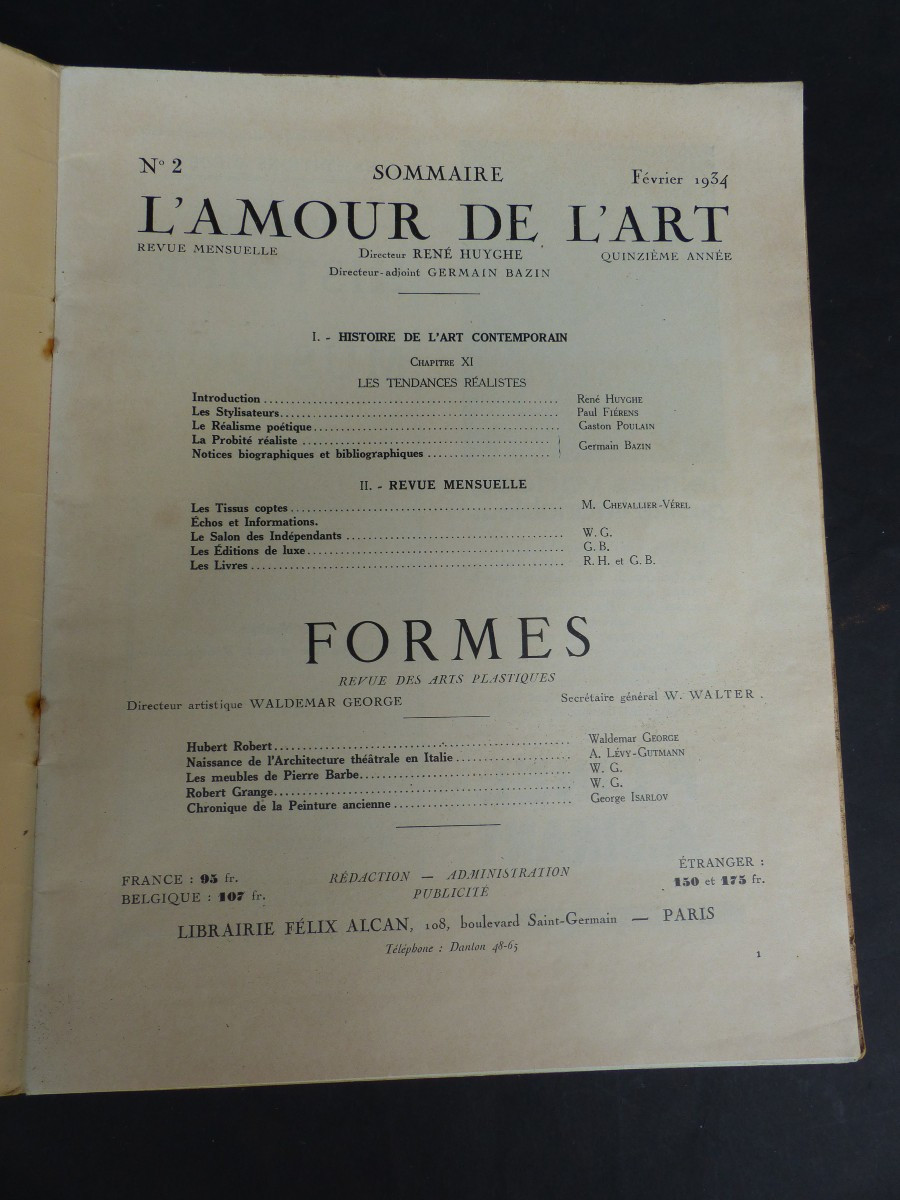 N° 2 SOMMAIRE Février 1934
L'AMOUR DE L'ART
REVUE MENSUELLE Directeur RENÉ HUYGHE QUINZIÈME ANNÉE
Directeur-adjoint GERMAIN BAZIN
I. - HISTOIRE DE L'ART CONTEMPORAIN
CHAPITRE XI
LES TENDANCES RÉALISTES
Introduction ........ René HUYGHE
Les Stylisateurs ........ Paul FIÉRENS
Le Réalisme poétique ........ Gaston POULAIN
La Probité réaliste ........
Notices biographiques et bibliographiques ........ Germain BAZIN
II. - REVUE MENSUELLE
Les Tissus coptes ........ M. CHEVALLIER-VÉREL
Échos et Informations.
Le Salon des Indépendants ........ W. G.
Les Éditions de luxe ........ G. B.
Les Livres ........ R. H. et G. B.
FORMES
REVUE DES ARTS PLASTIQUES
Directeur artistique WALDEMAR GEORGE Secrétaire général W. WALTER.
Hubert Robert ........ Waldemar GEORGE
Naissance de l'Architecture théâtrale en Italie ........ A. LÉVY-GUTMANN
Les meubles de Pierre Barbe ........ W. G.
Robert Grange ........ W. G.
Chronique de la Peinture ancienne ........ George ISARLOV
FRANCE : 95 fr. RÉDACTION — ADMINISTRATION ÉTRANGER :
BELGIQUE : 107 fr. PUBLICITÉ 150 et 175 fr.
LIBRAIRIE FÉLIX ALCAN, 108, boulevard Saint-Germain — PARIS
Téléphone : Danton 48-65
1